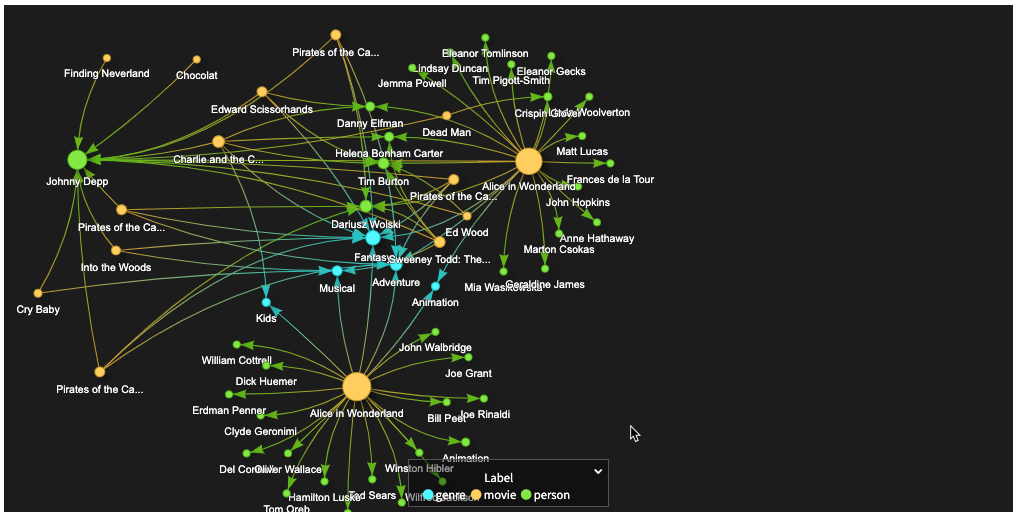 Pirates of the Ca...
Eleanor Tomlinson
Finding Neverland
Chocolat
Lindsay Duncan
Eleanor Gecks
Jemma Powell
Tim Pigott-Smith
Edward Scissorhands
Crispin Glover
Woolverton
Danny Elfman
Dead Man
Helena Bonham Carter
Matt Lucas
Charlie and the C...
Johnny Depp
Tim Burton
Alice in Wonderland
Frances de la Tour
Pirates of the Ca...
John Hopkins
Pirates of the Ca...
Dariusz Wolski
Ed Wood
Anne Hathaway
Marton Csokas
Into the Woods
Fantasy
Sweeney Todd: The...
Adventure
Musical
Mia Wasikowska
Geraldine James
Animation
Cry Baby
Kids
John Walbridge
William Cottrell
Joe Grant
Dick Huemer
Pirates of the Ca...
Erdman Penner
Alice in Wonderland
Bill Peet
Joe Rinaldi
Clyde Geronimi
Animation
Del Connell
Oliver Wallace
Winston Hibler
Label
Hamilton Luske
Ted Sears
genre
movie
person
Tom Oreb